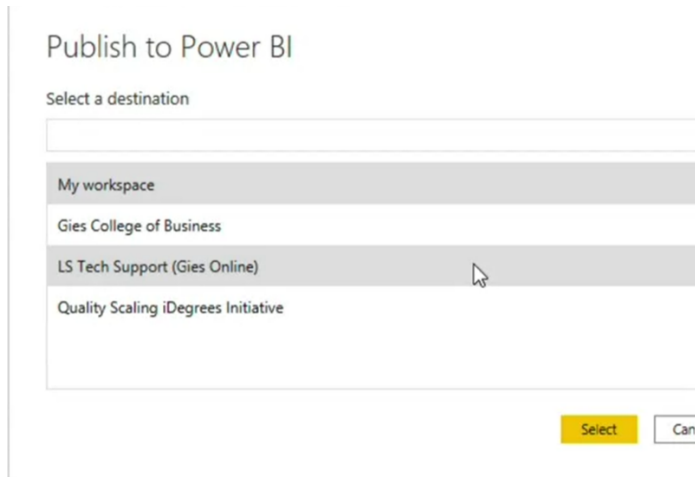 Publish to Power BI
Select a destination
My workspace
Gies College of Business
LS Tech Support (Gies Online)
Quality Scaling iDegrees Initiative
Select
Can